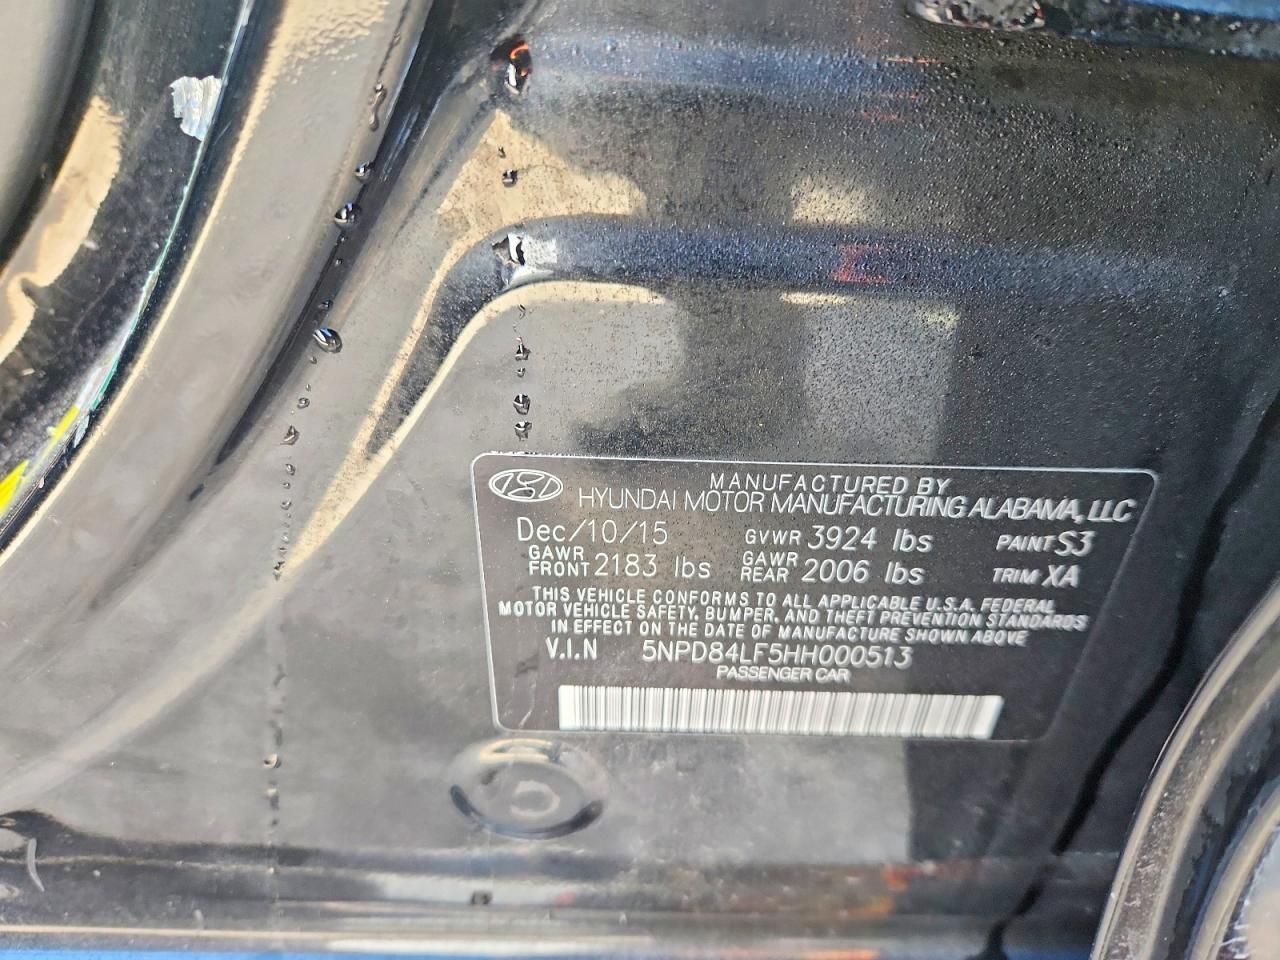 MANUFACTURED BY
HYUNDAI MOTOR MANUFACTURING ALABAMA, LLC
Dec/10/15 GVWR 3924 lbs PAINT S3
GAWR FRONT 2183 lbs GAWR REAR 2006 lbs TRIM XA
THIS VEHICLE CONFORMS TO ALL APPLICABLE U.S.A. FEDERAL
MOTOR VEHICLE SAFETY, BUMPER, AND THEFT PREVENTION STANDARDS
IN EFFECT ON THE DATE OF MANUFACTURE SHOWN ABOVE
V.I.N 5NPD84LF5HH000513
PASSENGER CAR